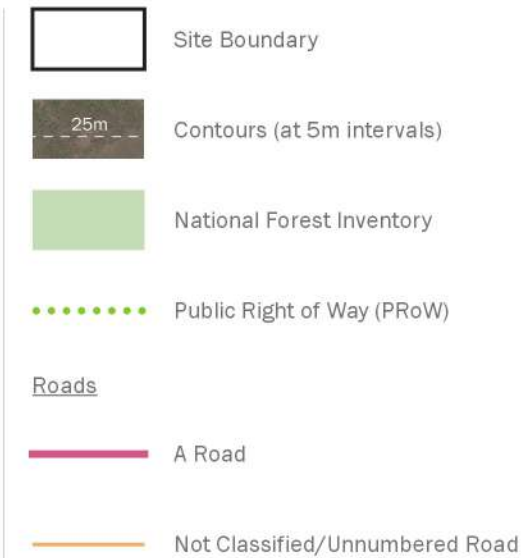 Site Boundary
25m
Contours (at 5m intervals)
National Forest Inventory
Public Right of Way (PRoW)
Roads
A Road
Not Classified/Unnumbered Road